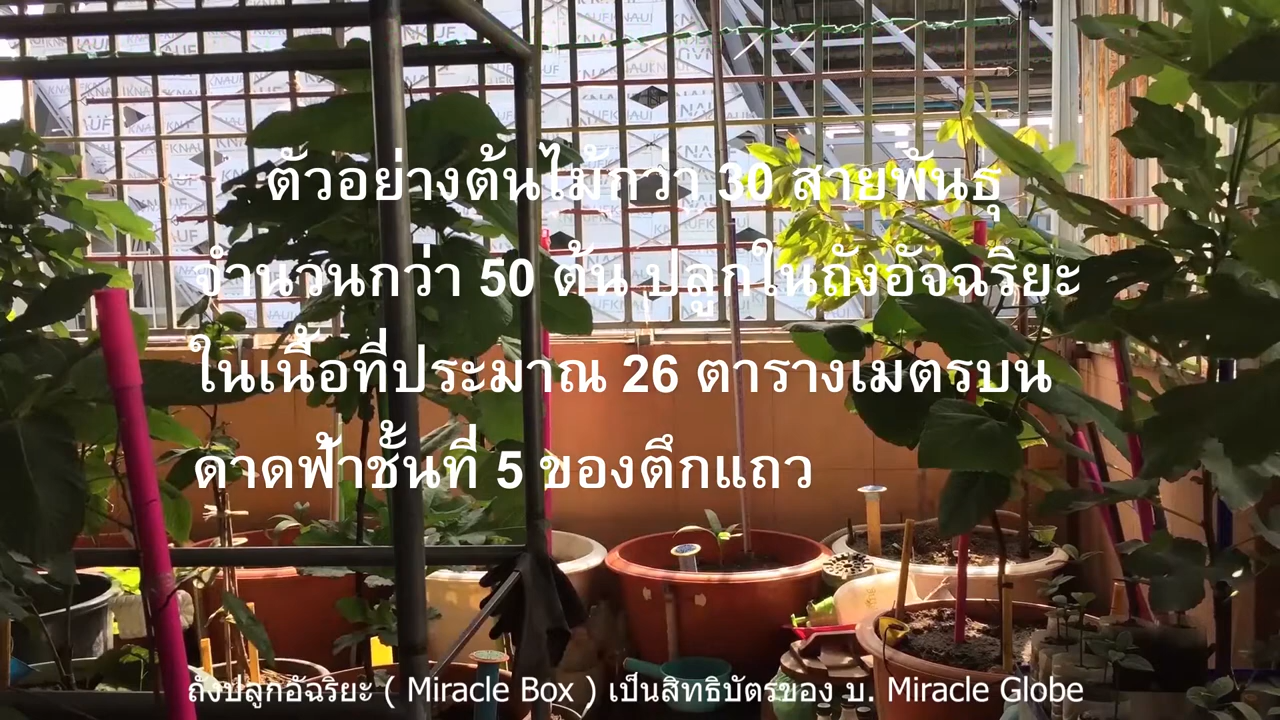 KNAUF
ตัวอย่างต้นไม้กว่า 30 สายพันธุ์
จำนวนกว่า 50 ต้น ปลูกในถังอัจฉริยะ
ในเนื้อที่ประมาณ 26 ตารางเมตรบน
ดาดฟ้าชั้นที่ 5 ของตึกแถว
ถังปลูกอัฉริยะ ( Miracle Box ) เป็นสิทธิบัตรของ บ. Miracle Globe